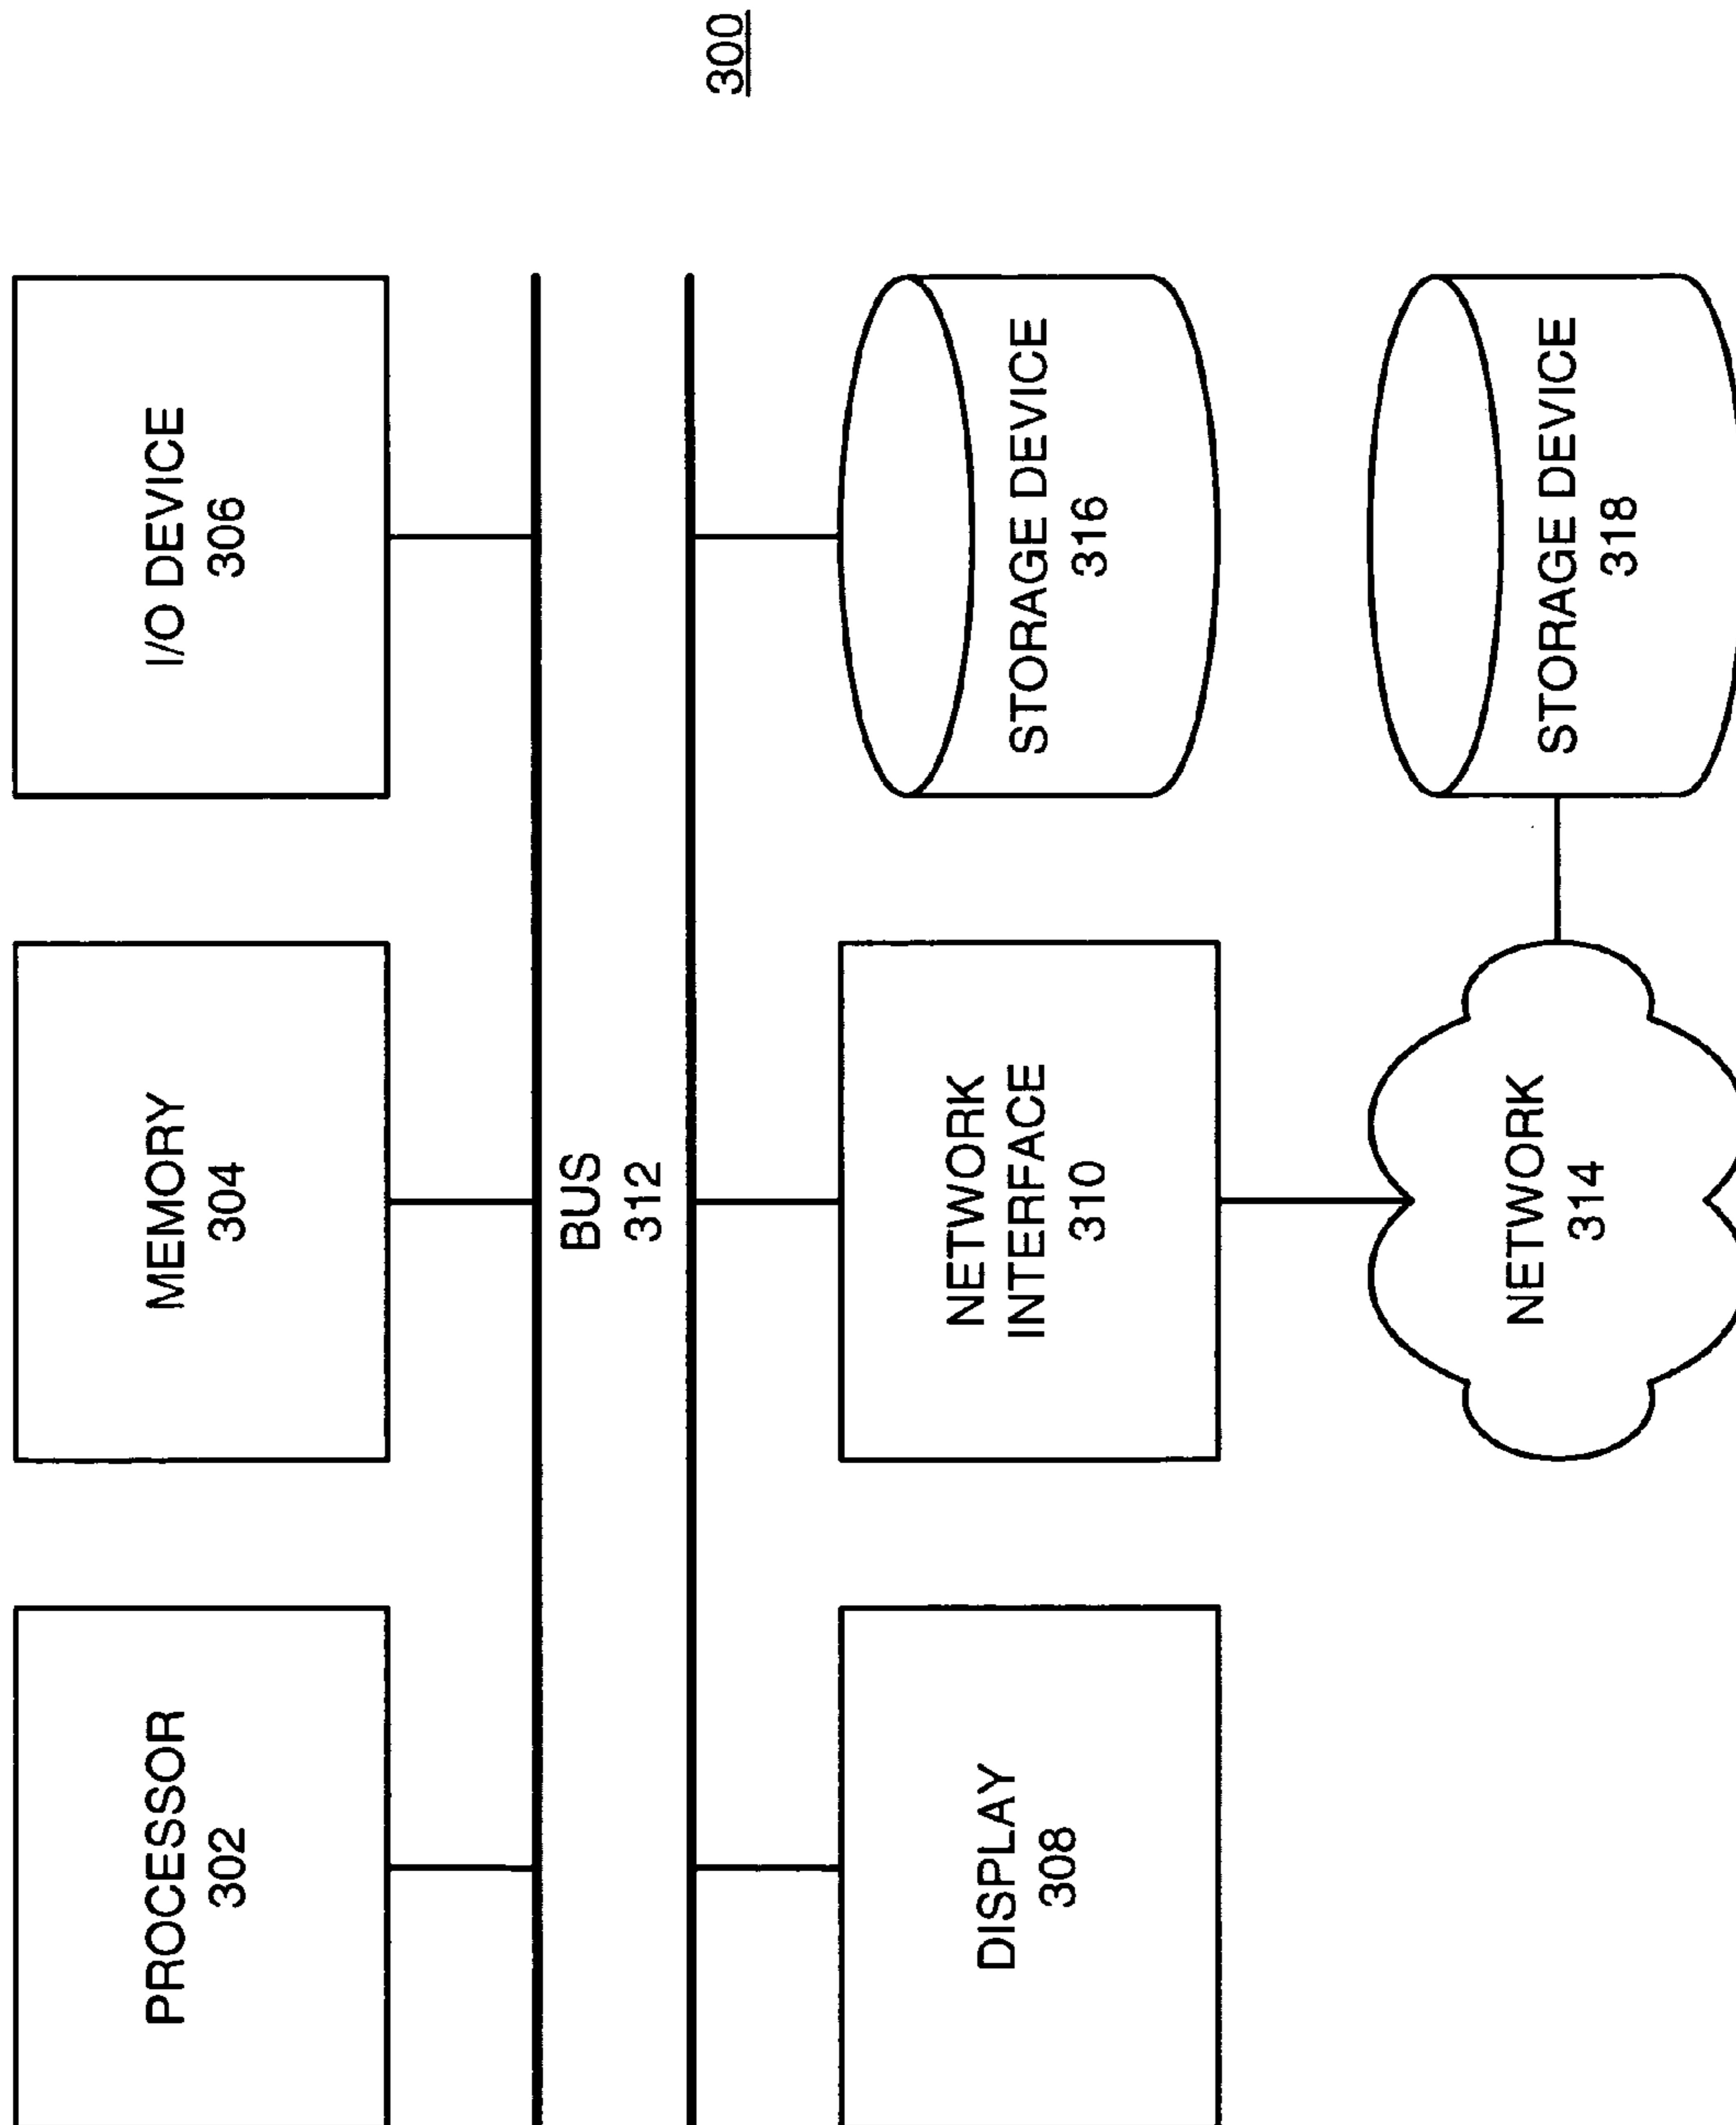 300
PROCESSOR
302
MEMORY
304
I/O DEVICE
306
BUS
312
DISPLAY
308
NETWORK
INTERFACE
310
STORAGE DEVICE
316
NETWORK
314
STORAGE DEVICE
318